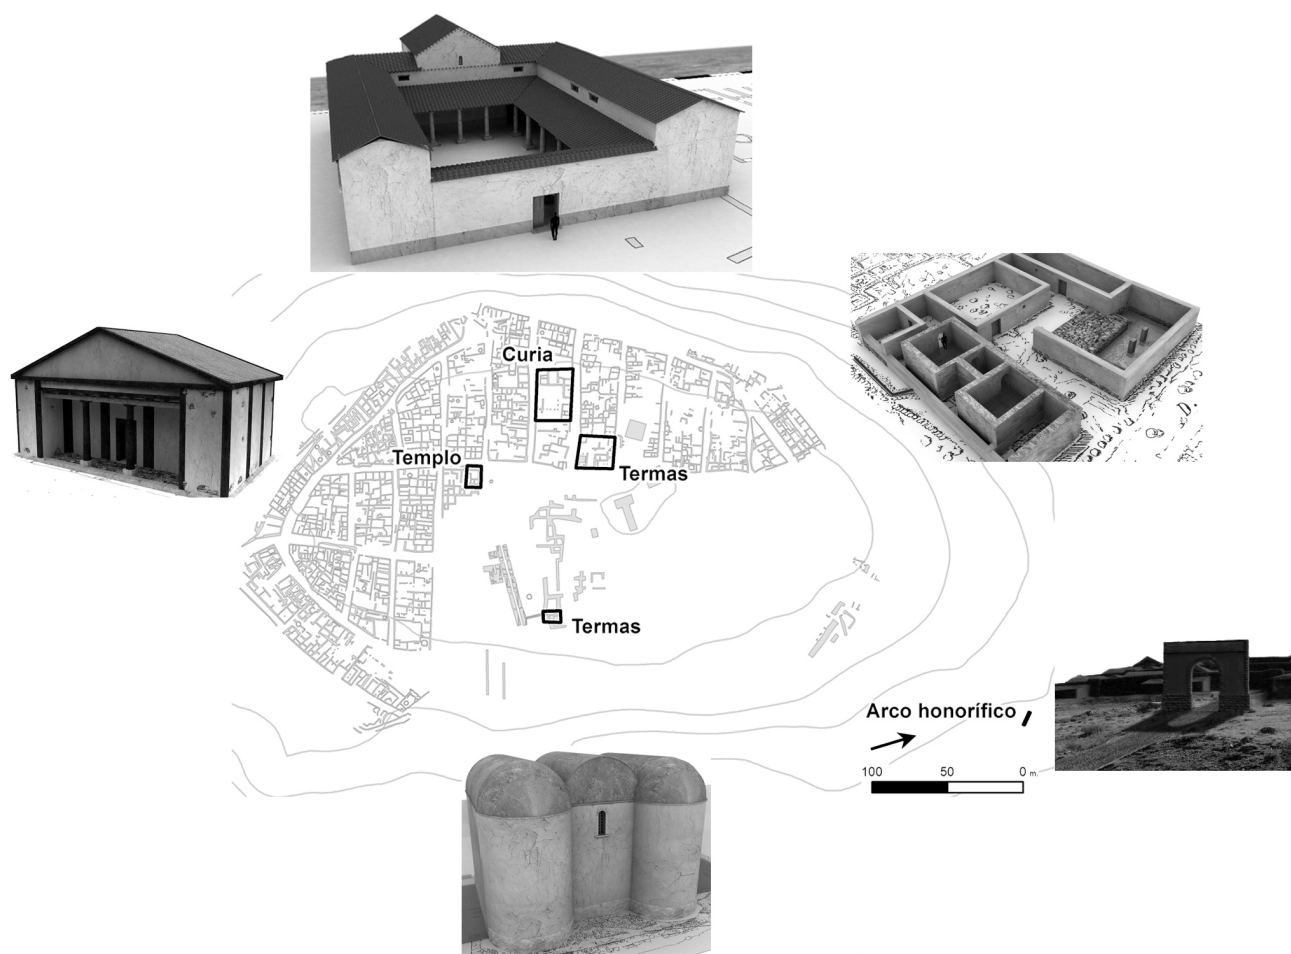 Curia
Templo
Termas
Termas
Arco honorífico
100 50 0 m.
D.